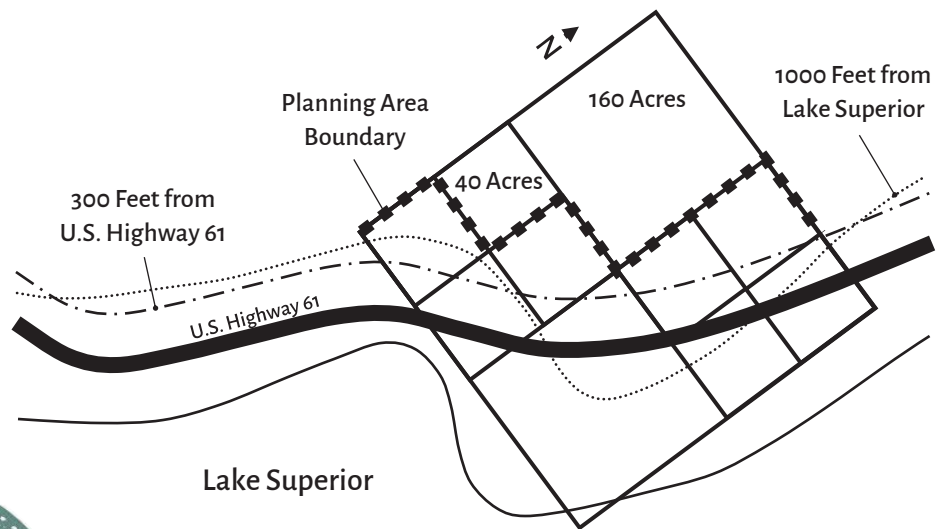 N
160 Acres
1000 Feet from
Lake Superior
Planning Area
Boundary
40 Acres
300 Feet from
U.S. Highway 61
U.S. Highway 61
Lake Superior